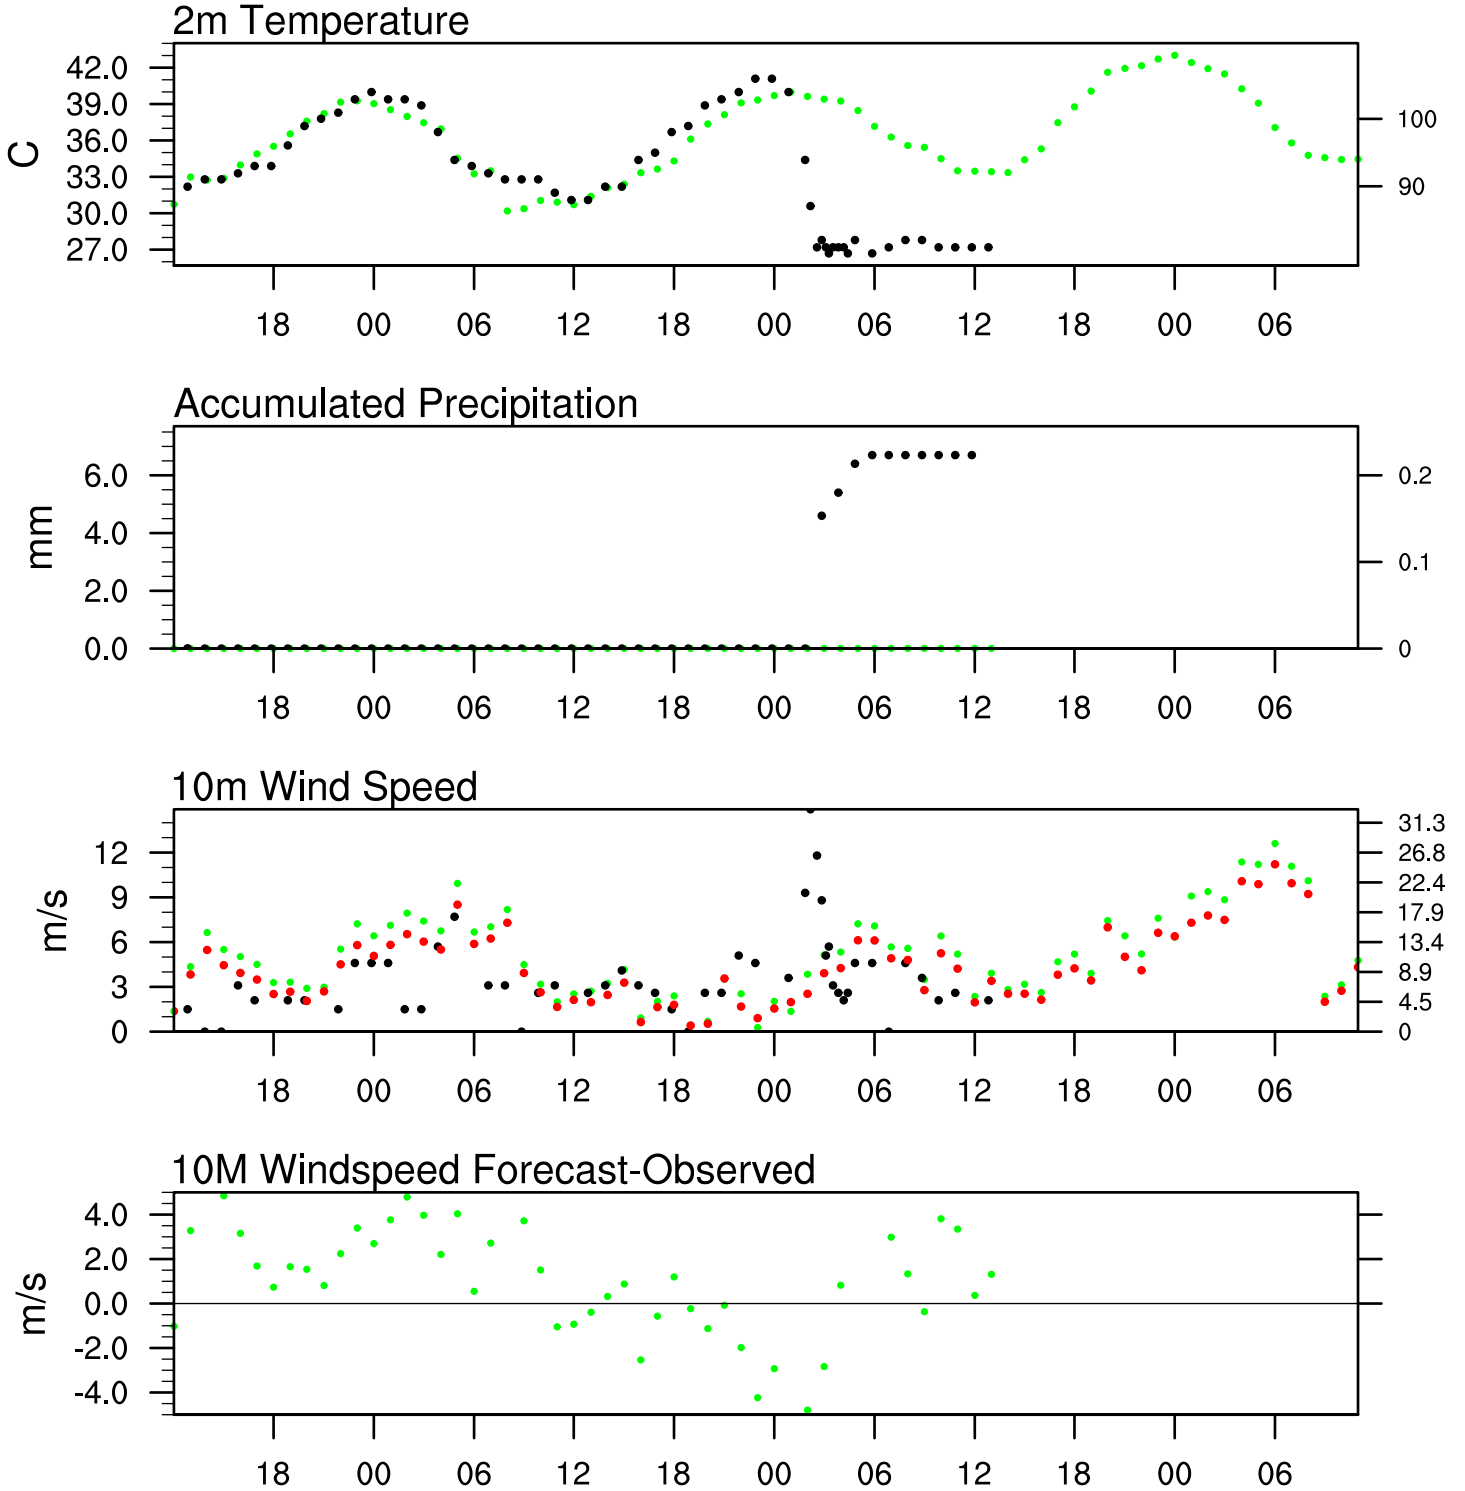 2m Temperature
42.0
39.0
36.0
33.0
30.0
27.0
C
100
90
18 00 06 12 18 00 06 12 18 00 06
Accumulated Precipitation
6.0
4.0
2.0
0.0
mm
0.2
0.1
0
18 00 06 12 18 00 06 12 18 00 06
10m Wind Speed
12
9
6
3
0
m/s
31.3
26.8
22.4
17.9
13.4
8.9
4.5
0
18 00 06 12 18 00 06 12 18 00 06
10M Windspeed Forecast-Observed
4.0
2.0
0.0
-2.0
-4.0
m/s
18 00 06 12 18 00 06 12 18 00 06